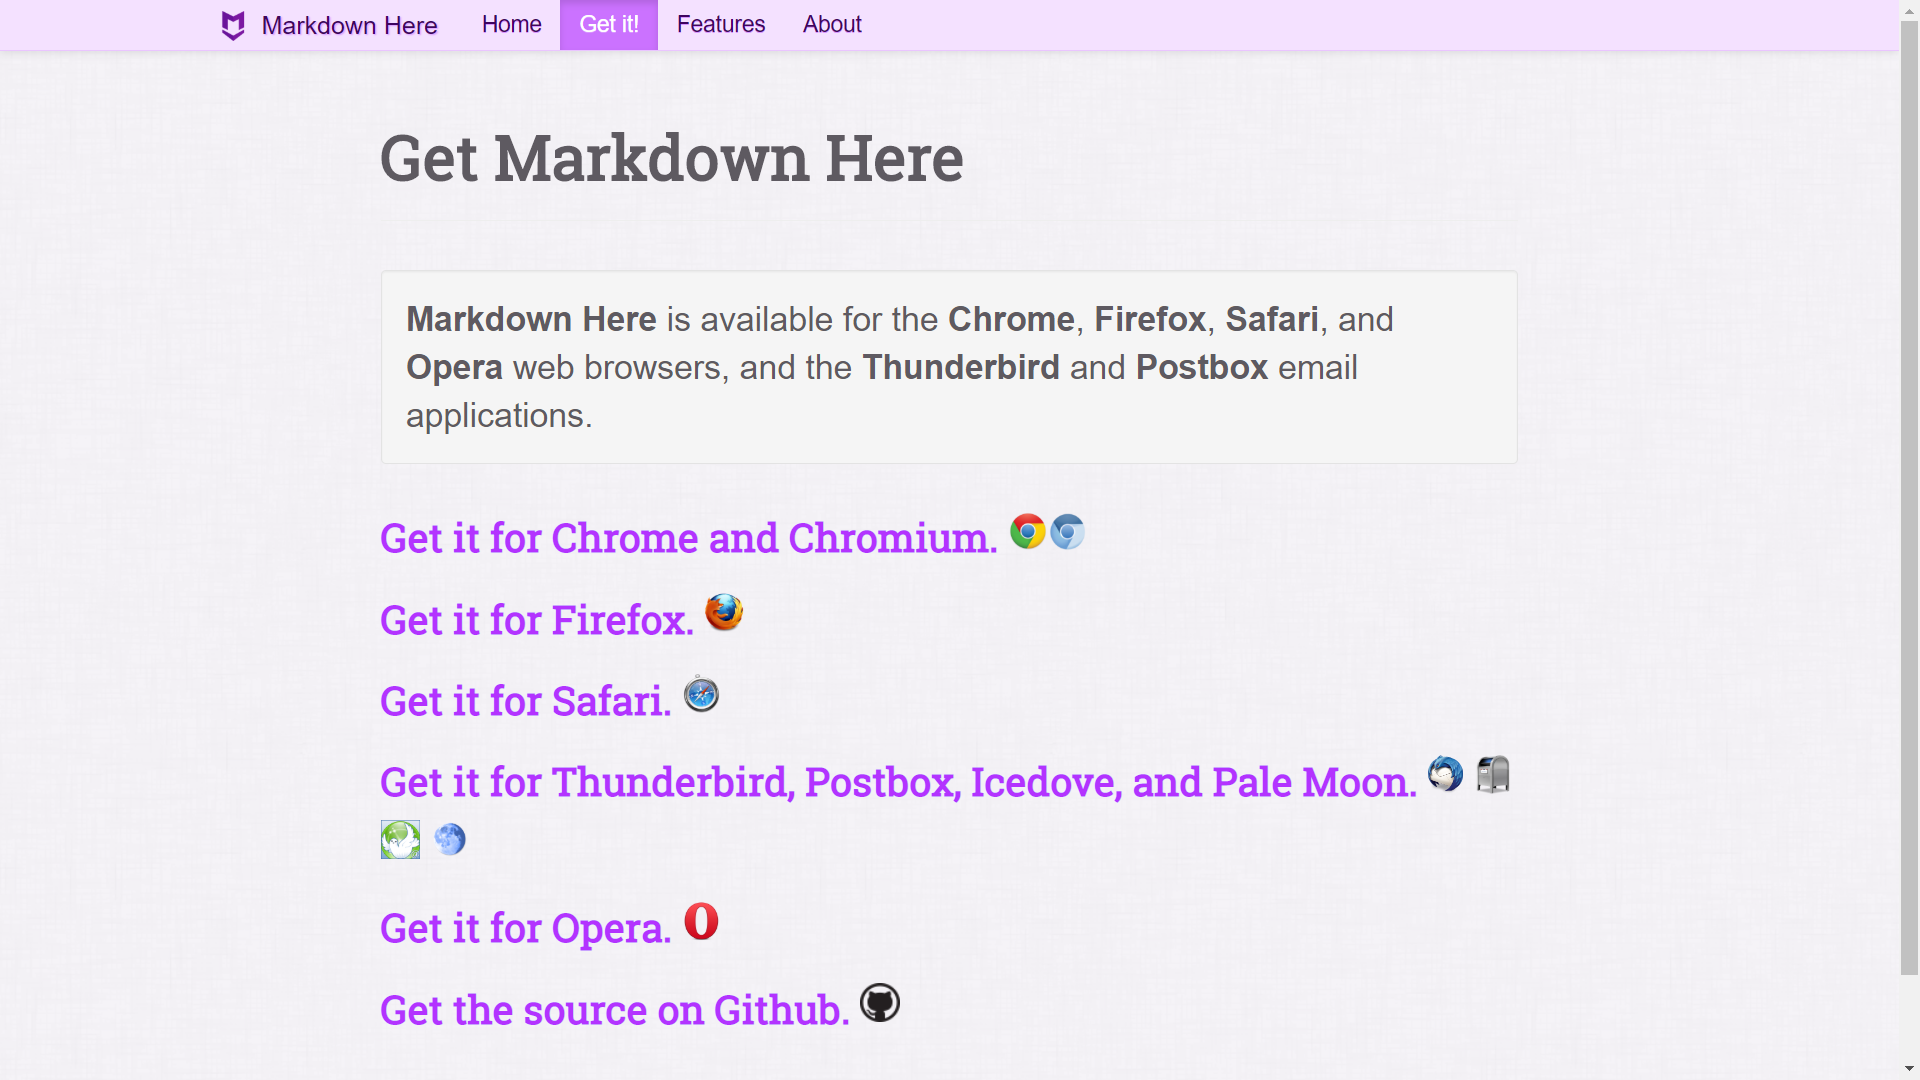 Markdown Here Home Get it! Features About
Get Markdown Here
Markdown Here is available for the Chrome, Firefox, Safari, and
Opera web browsers, and the Thunderbird and Postbox email
applications.
Get it for Chrome and Chromium.
Get it for Firefox.
Get it for Safari.
Get it for Thunderbird, Postbox, Icedove, and Pale Moon.
Get it for Opera.
Get the source on Github.